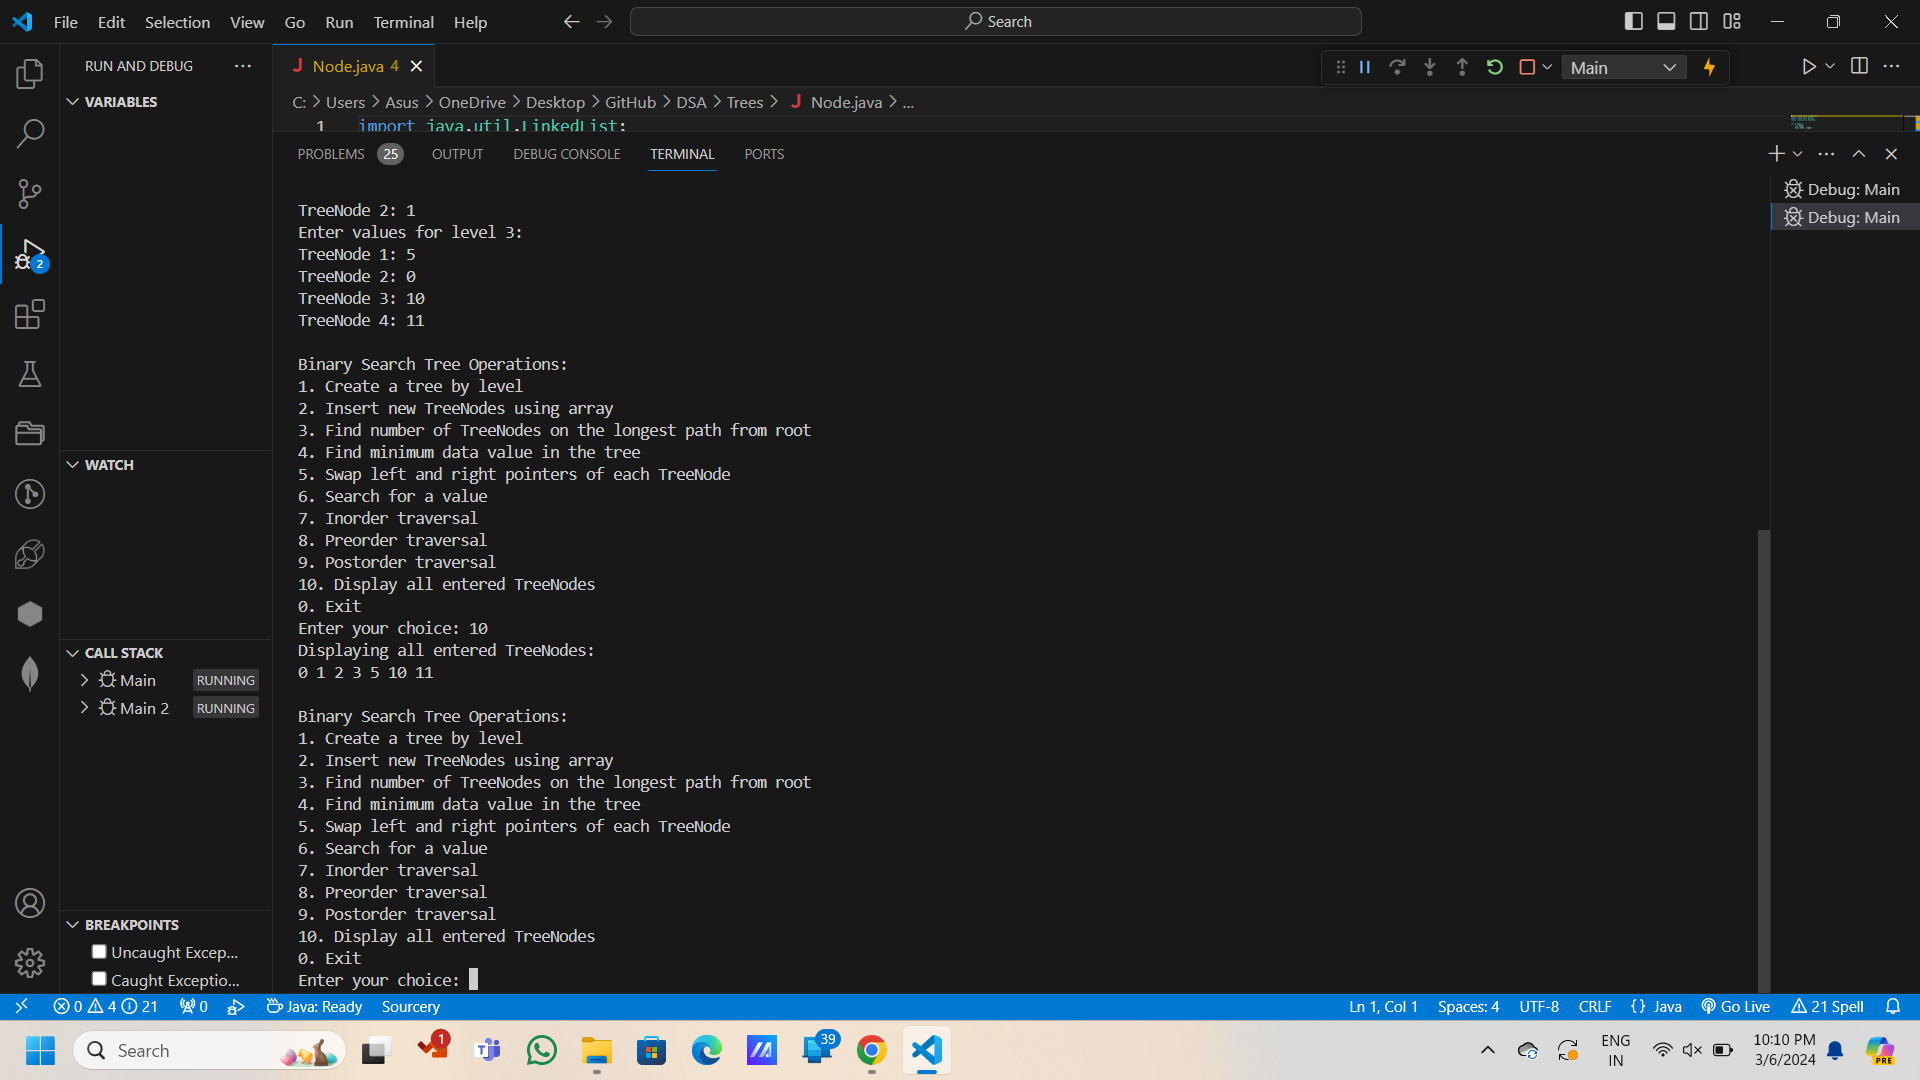 File Edit Selection View Go Run Terminal Help
Search
RUN AND DEBUG
Node.java 4
Main
VARIABLES
C: Users Asus OneDrive Desktop GitHub DSA Trees Node.java ...
1 import java.util.LinkedList;
PROBLEMS 25 OUTPUT DEBUG CONSOLE TERMINAL PORTS
Debug: Main
Debug: Main
TreeNode 2: 1
Enter values for level 3:
TreeNode 1: 5
TreeNode 2: 0
TreeNode 3: 10
TreeNode 4: 11
Binary Search Tree Operations:
1. Create a tree by level
2. Insert new TreeNodes using array
3. Find number of TreeNodes on the longest path from root
4. Find minimum data value in the tree
5. Swap left and right pointers of each TreeNode
6. Search for a value
7. Inorder traversal
8. Preorder traversal
9. Postorder traversal
10. Display all entered TreeNodes
0. Exit
Enter your choice: 10
Displaying all entered TreeNodes:
0 1 2 3 5 10 11
Binary Search Tree Operations:
1. Create a tree by level
2. Insert new TreeNodes using array
3. Find number of TreeNodes on the longest path from root
4. Find minimum data value in the tree
5. Swap left and right pointers of each TreeNode
6. Search for a value
7. Inorder traversal
8. Preorder traversal
9. Postorder traversal
10. Display all entered TreeNodes
0. Exit
Enter your choice:
2
WATCH
CALL STACK
Main RUNNING
Main 2 RUNNING
BREAKPOINTS
Uncaught Excep...
Caught Exceptio...
0 4 21 0 Java: Ready Sourcery
Ln 1, Col 1 Spaces: 4 UTF-8 CRLF {} Java Go Live 21 Spell
Search
1
39
ENG
IN
10:10 PM
3/6/2024
PRE